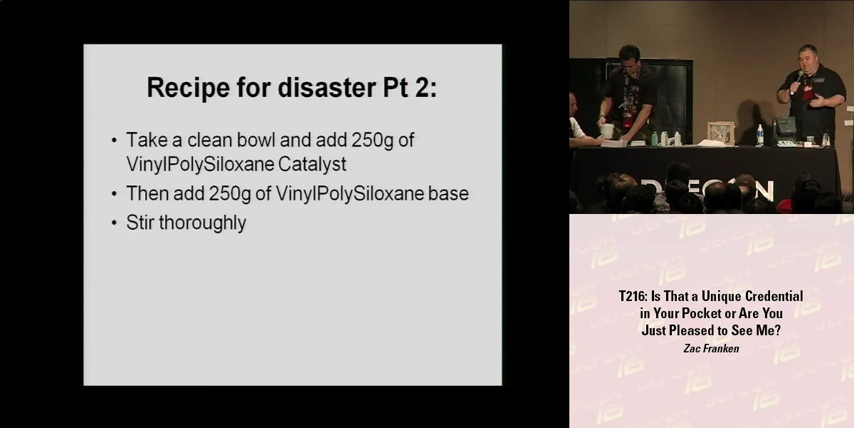 Recipe for disaster Pt 2:
• Take a clean bowl and add 250g of
VinylPolySiloxane Catalyst
• Then add 250g of VinylPolySiloxane base
• Stir thoroughly
T216: Is That a Unique Credential
in Your Pocket or Are You
Just Pleased to See Me?
Zac Franken